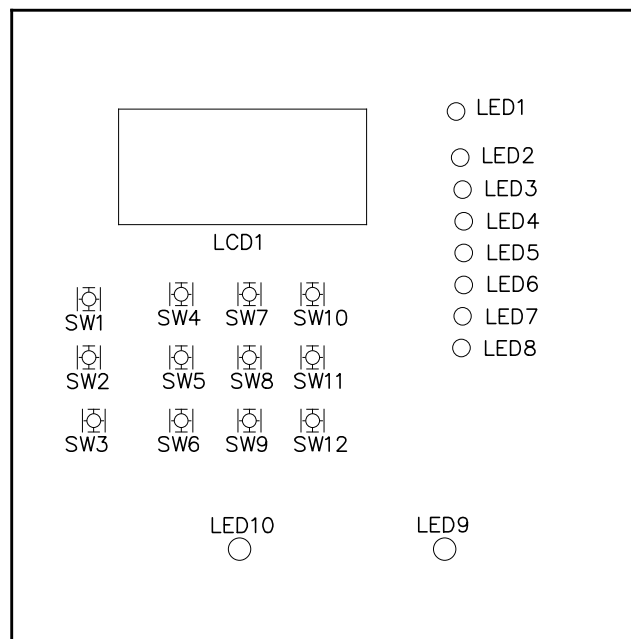 LED1
LED2
LED3
LED4
LED5
LED6
LED7
LED8
LCD1
SW1 SW4 SW7 SW10
SW2 SW5 SW8 SW11
SW3 SW6 SW9 SW12
LED10 LED9